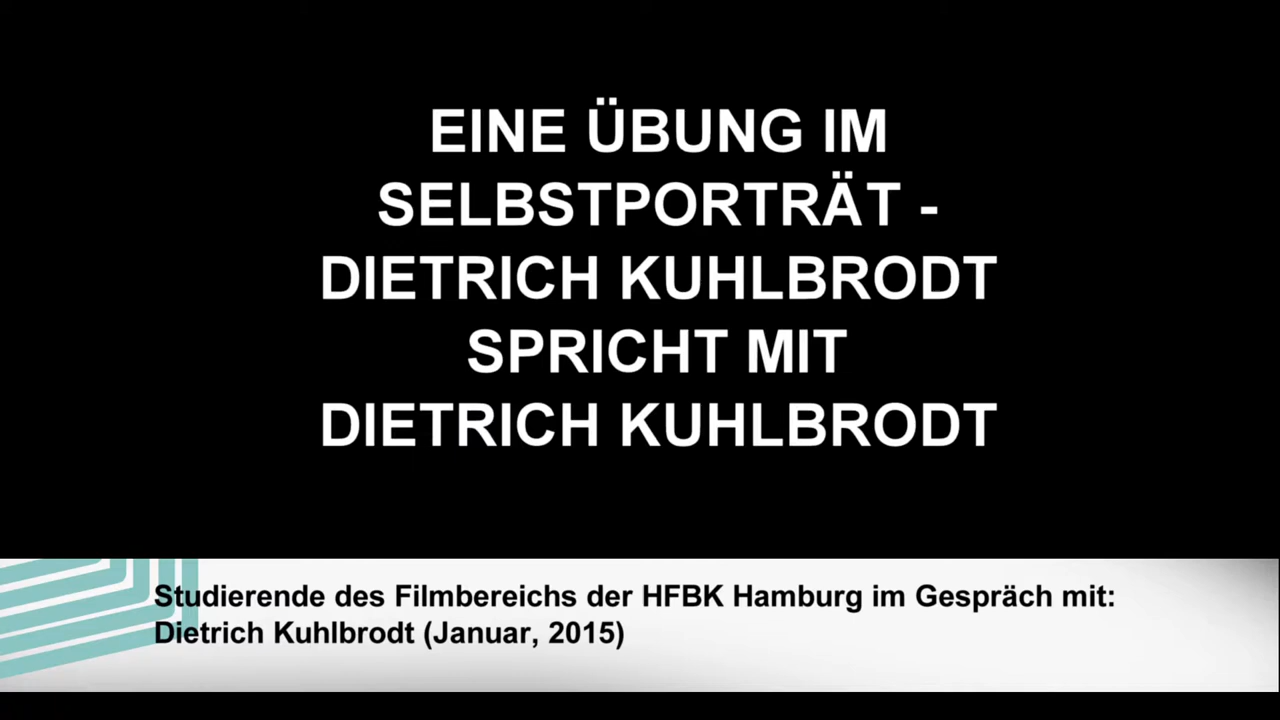 EINE ÜBUNG IM
SELBSTPORTRÄT -
DIETRICH KUHLBRODT
SPRICHT MIT
DIETRICH KUHLBRODT
Studierende des Filmbereichs der HFBK Hamburg im Gespräch mit:
Dietrich Kuhlbrodt (Januar, 2015)